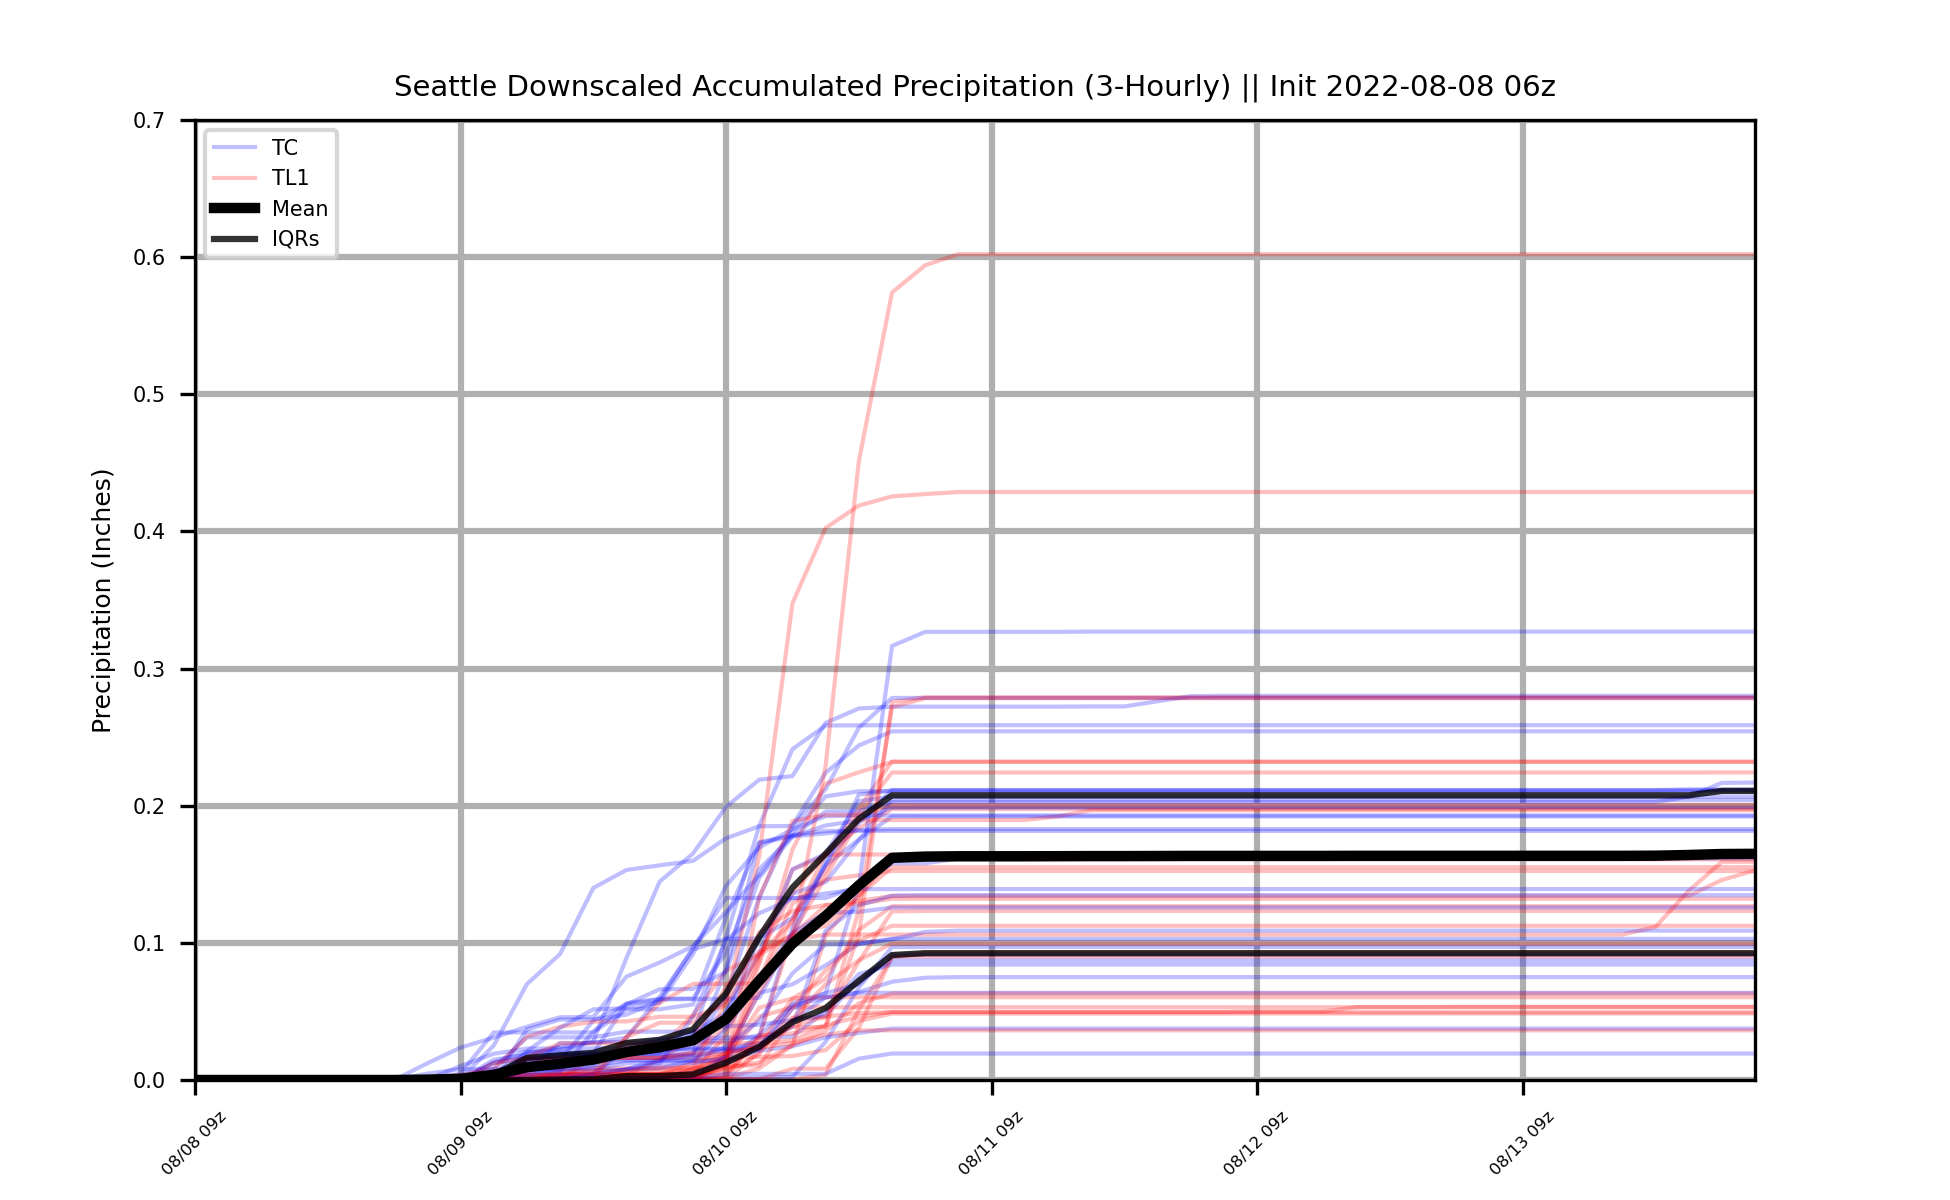 Seattle Downscaled Accumulated Precipitation (3-Hourly) || Init 2022-08-08 06z
TC
TL1
Mean
IQRs
Precipitation (Inches)
0.7
0.6
0.5
0.4
0.3
0.2
0.1
0.0
08/08 09z
08/09 09z
08/10 09z
08/11 09z
08/12 09z
08/13 09z